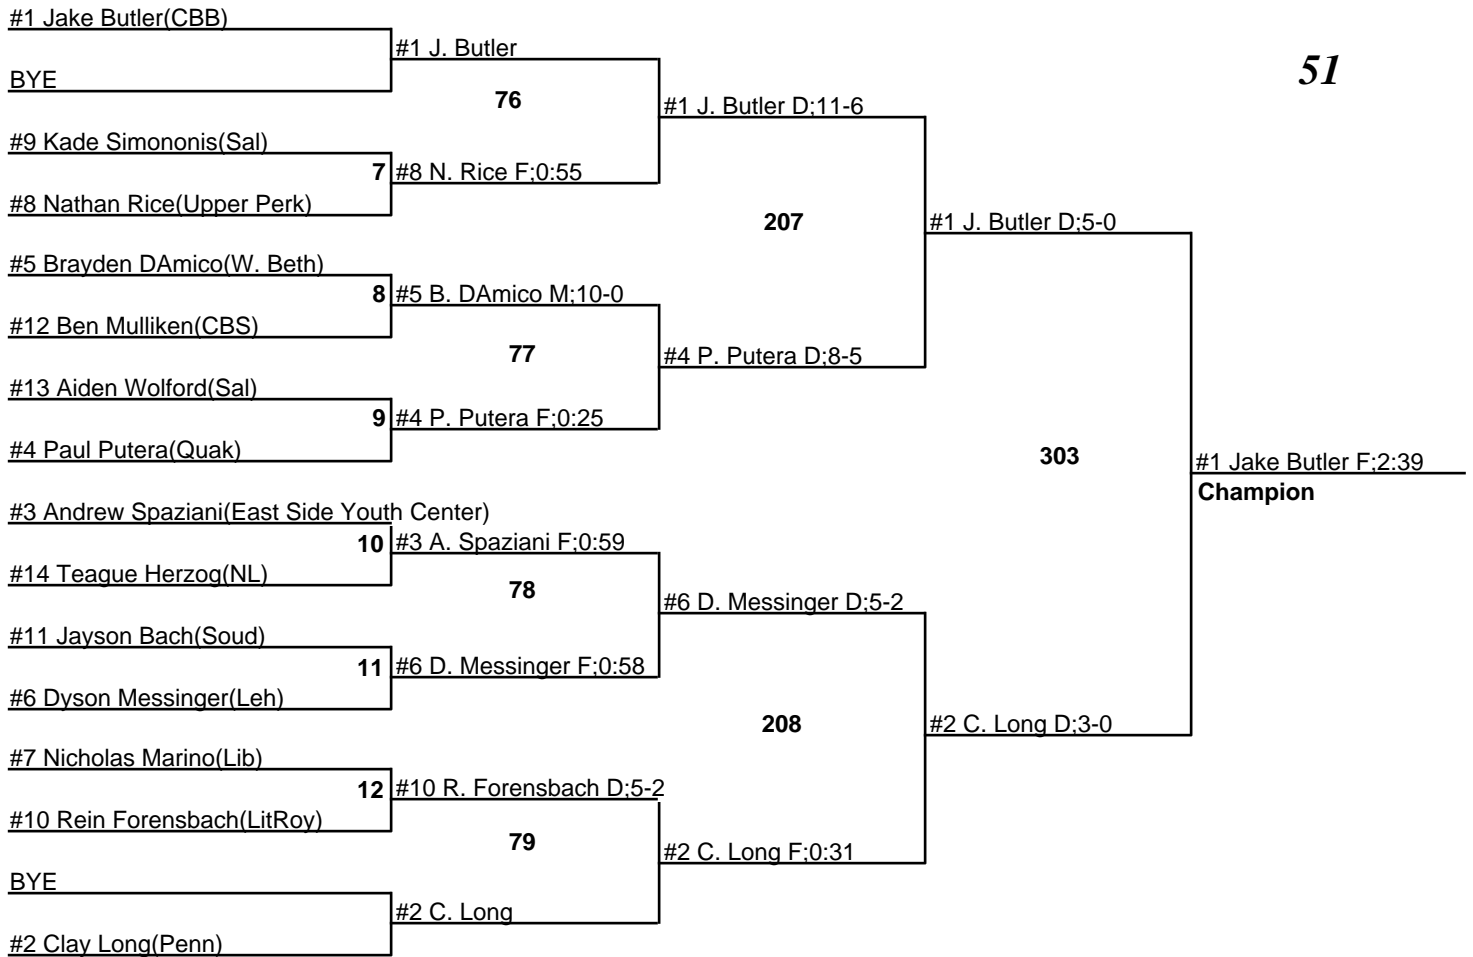 #1 Jake Butler(CBB)
BYE
#9 Kade Simononis(Sal)
#8 Nathan Rice(Upper Perk)
#5 Brayden DAmico(W. Beth)
#12 Ben Mulliken(CBS)
#13 Aiden Wolford(Sal)
#4 Paul Putera(Quak)
#3 Andrew Spaziani(East Side Youth Center)
#14 Teague Herzog(NL)
#11 Jayson Bach(Soud)
#6 Dyson Messinger(Leh)
#7 Nicholas Marino(Lib)
#10 Rein Forensbach(LitRoy)
BYE
#2 Clay Long(Penn)
#1 J. Butler
7 #8 N. Rice F;0:55
8 #5 B. DAmico M;10-0
9 #4 P. Putera F;0:25
10 #3 A. Spaziani F;0:59
11 #6 D. Messinger F;0:58
12 #10 R. Forensbach D;5-2
#2 C. Long
76
77
78
79
#1 J. Butler D;11-6
#4 P. Putera D;8-5
#6 D. Messinger D;5-2
#2 C. Long F;0:31
207
208
#1 J. Butler D;5-0
#2 C. Long D;3-0
303
#1 Jake Butler F;2:39
Champion
51